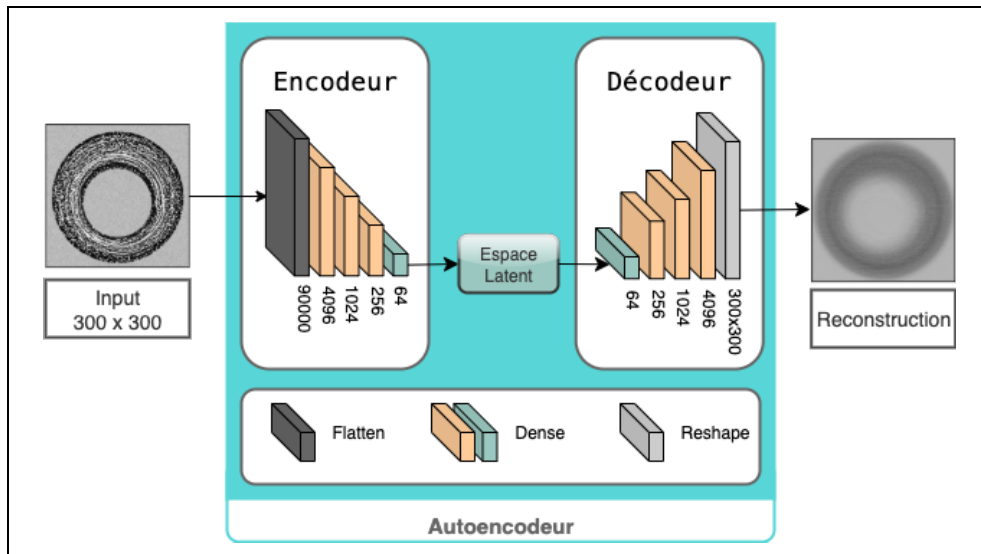 Encodeur
Décodeur
Input
300 x 300
90000
4096
1024
256
64
Espace
Latent
64
256
1024
4096
300x300
Reconstruction
Flatten
Dense
Reshape
Autoencodeur